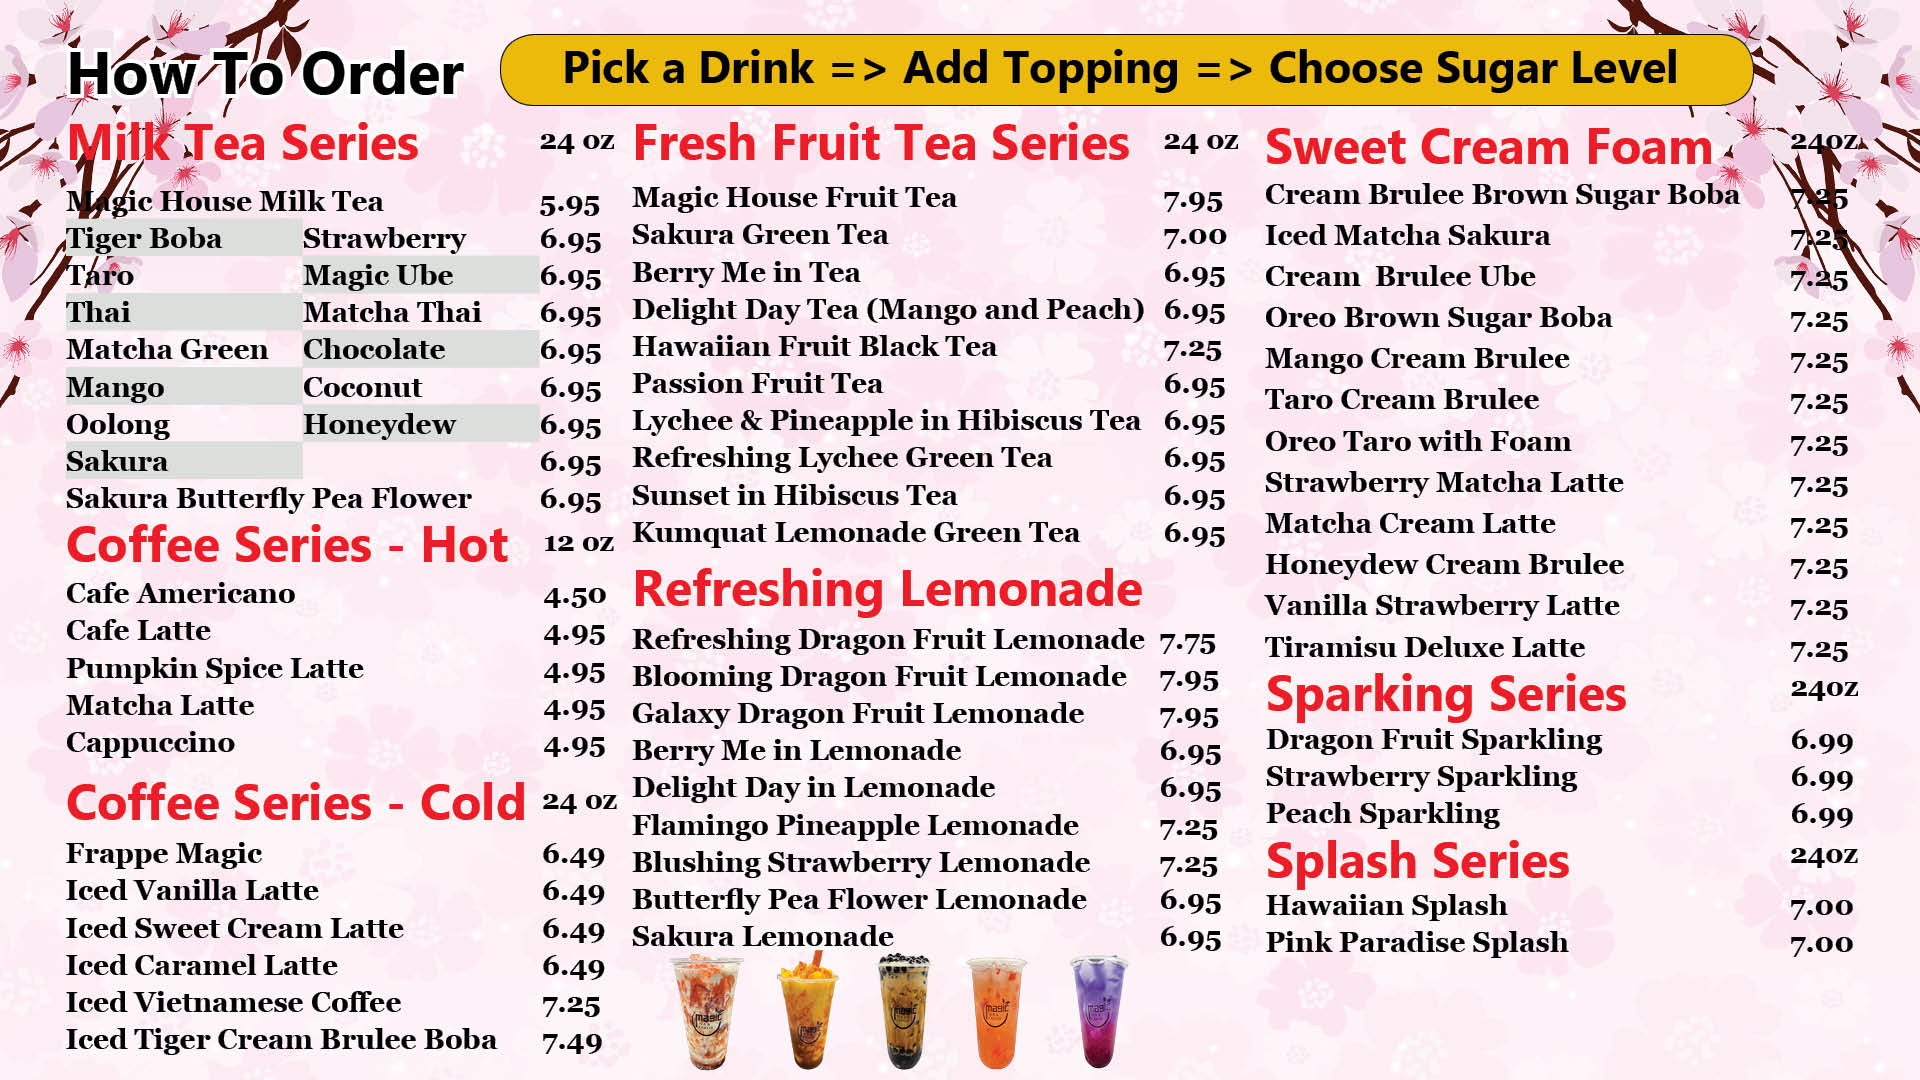 How To Order
Pick a Drink => Add Topping => Choose Sugar Level
Milk Tea Series 24 oz
Magic House Milk Tea 5.95
Tiger Boba Strawberry 6.95
Taro Magic Ube 6.95
Thai Matcha Thai 6.95
Matcha Green Chocolate 6.95
Mango Coconut 6.95
Oolong Honeydew 6.95
Sakura 6.95
Sakura Butterfly Pea Flower 6.95
Coffee Series - Hot 12 oz
Cafe Americano 4.50
Cafe Latte 4.95
Pumpkin Spice Latte 4.95
Matcha Latte 4.95
Cappuccino 4.95
Coffee Series - Cold 24 oz
Frappe Magic 6.49
Iced Vanilla Latte 6.49
Iced Sweet Cream Latte 6.49
Iced Caramel Latte 6.49
Iced Vietnamese Coffee 7.25
Iced Tiger Cream Brulee Boba 7.49
Fresh Fruit Tea Series 24 oz
Magic House Fruit Tea 7.95
Sakura Green Tea 7.00
Berry Me in Tea 6.95
Delight Day Tea (Mango and Peach) 6.95
Hawaiian Fruit Black Tea 7.25
Passion Fruit Tea 6.95
Lychee & Pineapple in Hibiscus Tea 6.95
Refreshing Lychee Green Tea 6.95
Sunset in Hibiscus Tea 6.95
Kumquat Lemonade Green Tea 6.95
Refreshing Lemonade
Refreshing Dragon Fruit Lemonade 7.75
Blooming Dragon Fruit Lemonade 7.95
Galaxy Dragon Fruit Lemonade 7.95
Berry Me in Lemonade 6.95
Delight Day in Lemonade 6.95
Flamingo Pineapple Lemonade 7.25
Blushing Strawberry Lemonade 7.25
Butterfly Pea Flower Lemonade 6.95
Sakura Lemonade 6.95
magic
magic
magic
magic
magic
Sweet Cream Foam 24oz
Cream Brulee Brown Sugar Boba 7.25
Iced Matcha Sakura 7.25
Cream Brulee Ube 7.25
Oreo Brown Sugar Boba 7.25
Mango Cream Brulee 7.25
Taro Cream Brulee 7.25
Oreo Taro with Foam 7.25
Strawberry Matcha Latte 7.25
Matcha Cream Latte 7.25
Honeydew Cream Brulee 7.25
Vanilla Strawberry Latte 7.25
Tiramisu Deluxe Latte 7.25
Sparking Series 24oz
Dragon Fruit Sparkling 6.99
Strawberry Sparkling 6.99
Peach Sparkling 6.99
Splash Series 24oz
Hawaiian Splash 7.00
Pink Paradise Splash 7.00